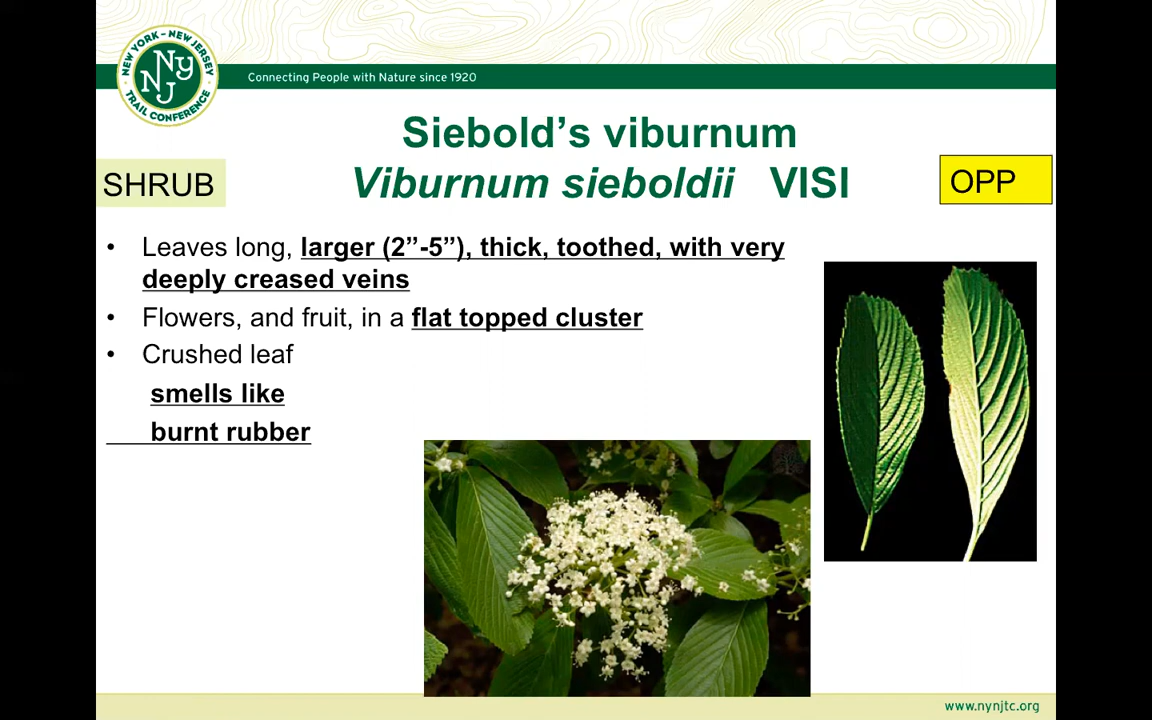 NEW YORK - NEW JERSEY
NY
NJ
TRAIL CONFERENCE
Connecting People with Nature since 1920
Siebold’s viburnum
SHRUB
Viburnum sieboldii VISI
OPP
• Leaves long, larger (2”-5”), thick, toothed, with very
deeply creased veins
• Flowers, and fruit, in a flat topped cluster
• Crushed leaf
smells like
burnt rubber
www.nynjtc.org